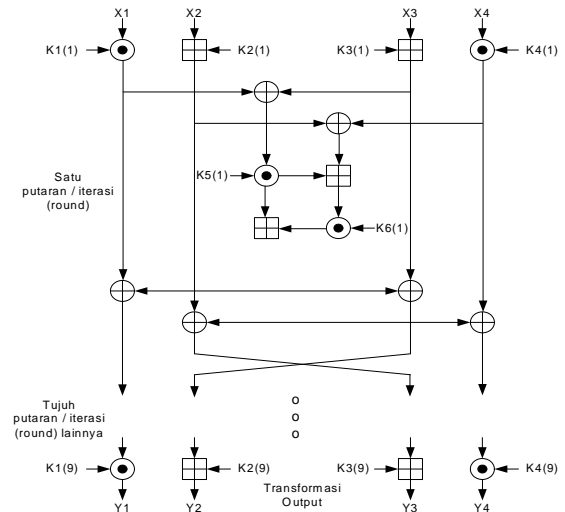 X1 X2 X3 X4
K1(1) K2(1) K3(1) K4(1)
K5(1)
Satu
putaran / iterasi
(round)
K6(1)
Tujuh
putaran / iterasi
(round) lainnya
o
o
o
K1(9) K2(9) K3(9) K4(9)
Transformasi
Output
Y1 Y2 Y3 Y4